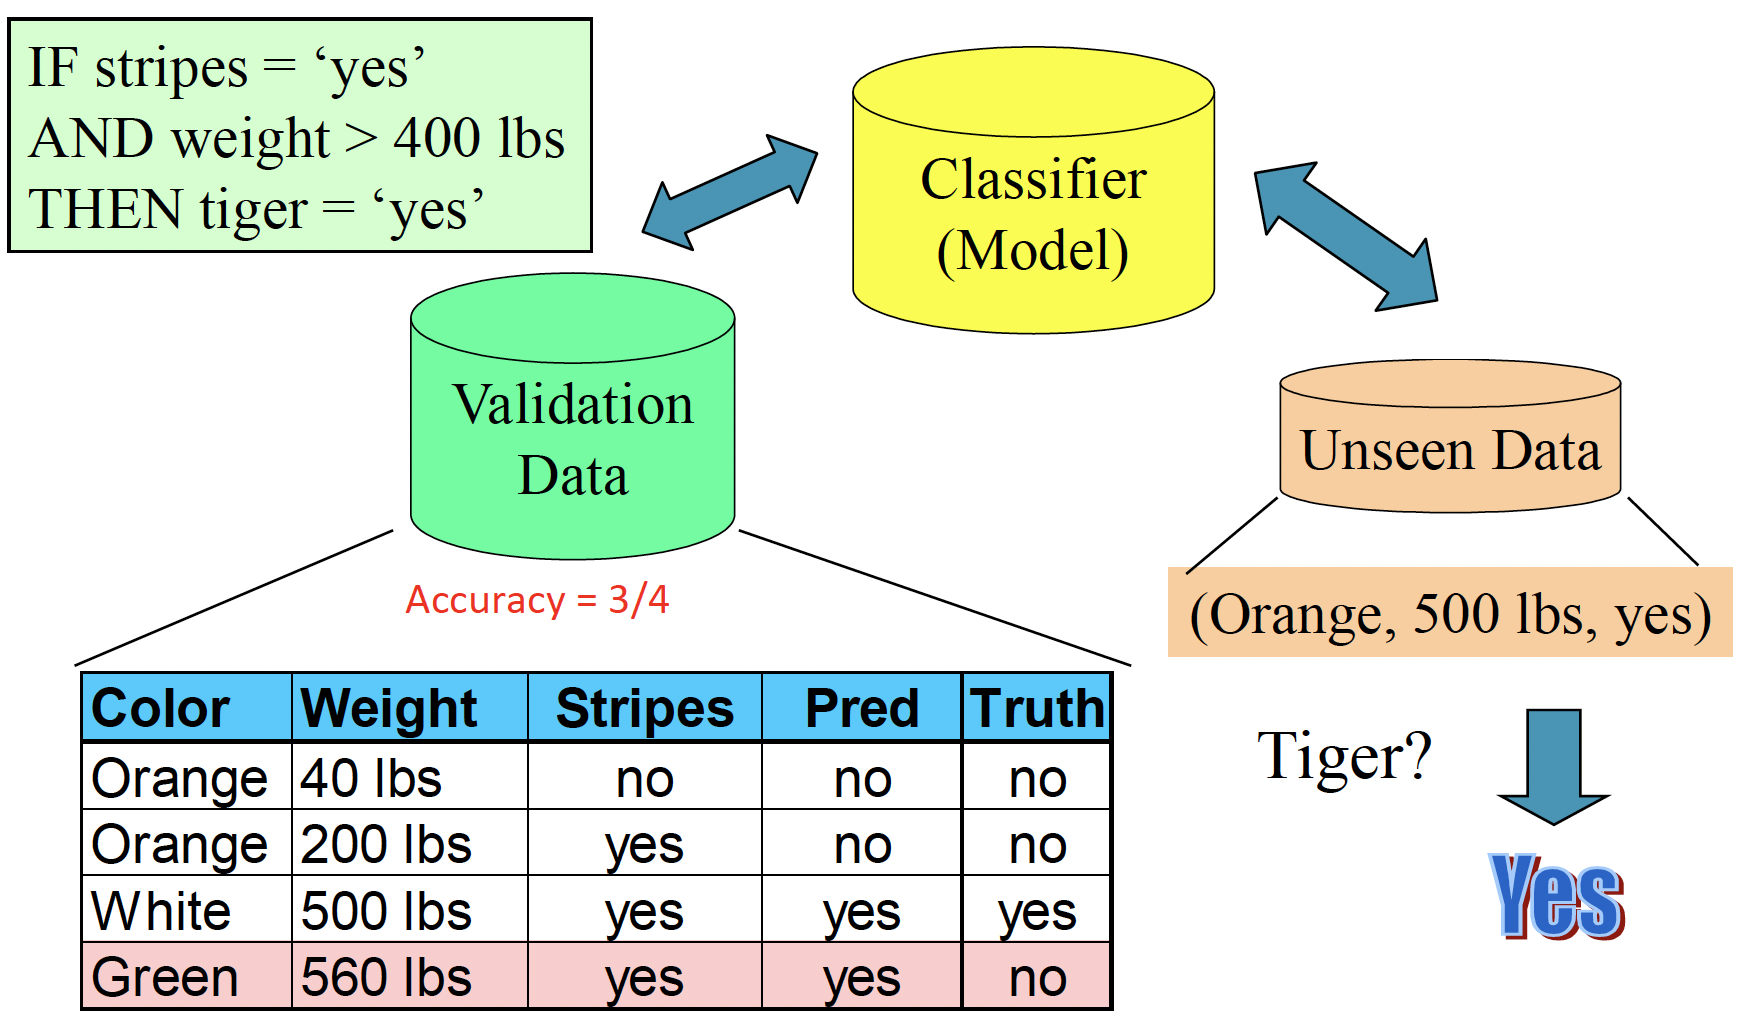 IF stripes = ‘yes’
AND weight > 400 lbs
THEN tiger = ‘yes’
Classifier
(Model)
Validation
Data
Unseen Data
Accuracy = 3/4
(Orange, 500 lbs, yes)
Color Weight Stripes Pred Truth
Orange 40 lbs no no no
Orange 200 lbs yes no no
White 500 lbs yes yes yes
Green 560 lbs yes yes no
Tiger?
Yes